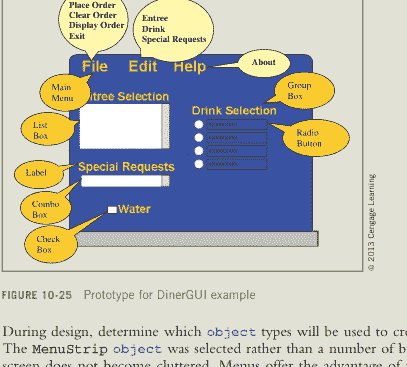 Place Order
Clear Order
Display Order
Exit
Entree
Drink
Special Requests
File Edit Help
About
Main
Menu
ntree Selection
Group
Box
List
Box
Drink Selection
Radio
Button
Label
Special Requests
Combo
Box
Water
Check
Box
© 2013 Cengage Learning
FIGURE 10-25 Prototype for DinerGUI example
During design, determine which object types will be used to cre
The MenuStrip object was selected rather than a number of b
screen does not become cluttered. Menus offer the advantage of